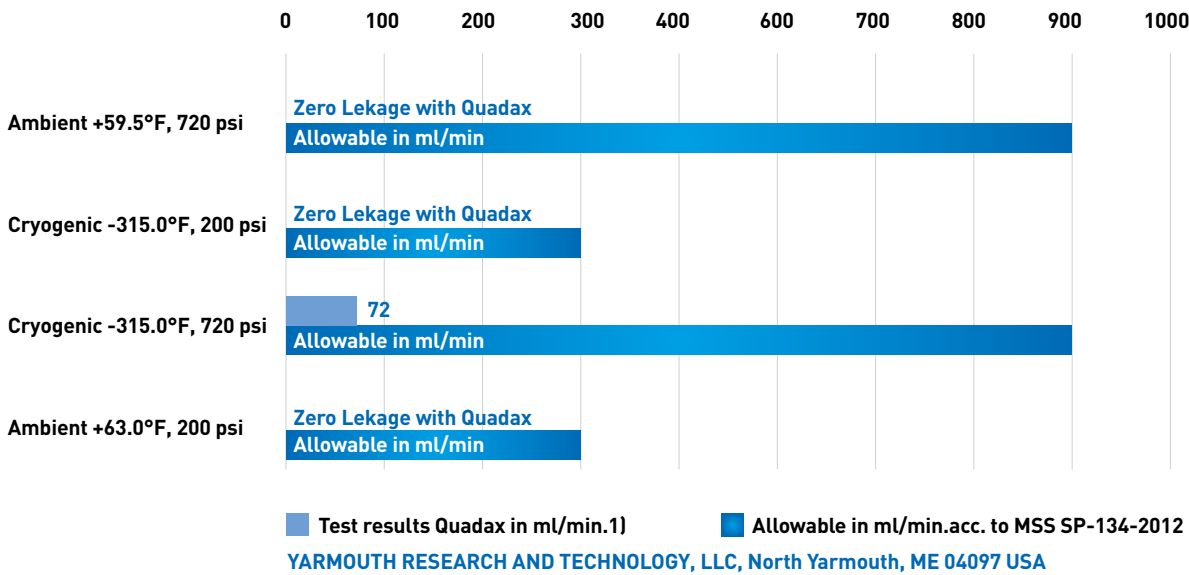 0 100 200 300 400 600 700 800 900 1000
Ambient +59.5°F, 720 psi
Zero Lekage with Quadax
Allowable in ml/min
Cryogenic -315.0°F, 200 psi
Zero Lekage with Quadax
Allowable in ml/min
Cryogenic -315.0°F, 720 psi
72
Allowable in ml/min
Ambient +63.0°F, 200 psi
Zero Lekage with Quadax
Allowable in ml/min
Test results Quadax in ml/min.1) Allowable in ml/min.acc. to MSS SP-134-2012
YARMOUTH RESEARCH AND TECHNOLOGY, LLC, North Yarmouth, ME 04097 USA